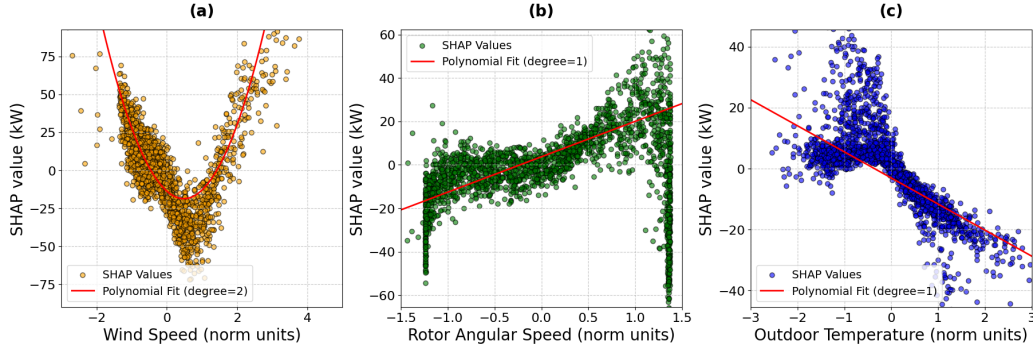 (a)
SHAP value (kW)
75
50
25
0
−25
−50
−75
−2
0
2
4
Wind Speed (norm units)
SHAP Values
Polynomial Fit (degree=2)
(b)
SHAP value (kW)
60
40
20
0
−20
−40
−60
−1.5
−1.0
−0.5
0.0
0.5
1.0
1.5
Rotor Angular Speed (norm units)
SHAP Values
Polynomial Fit (degree=1)
(c)
SHAP value (kW)
40
20
0
−20
−40
−3
−2
−1
0
1
2
3
Outdoor Temperature (norm units)
SHAP Values
Polynomial Fit (degree=1)